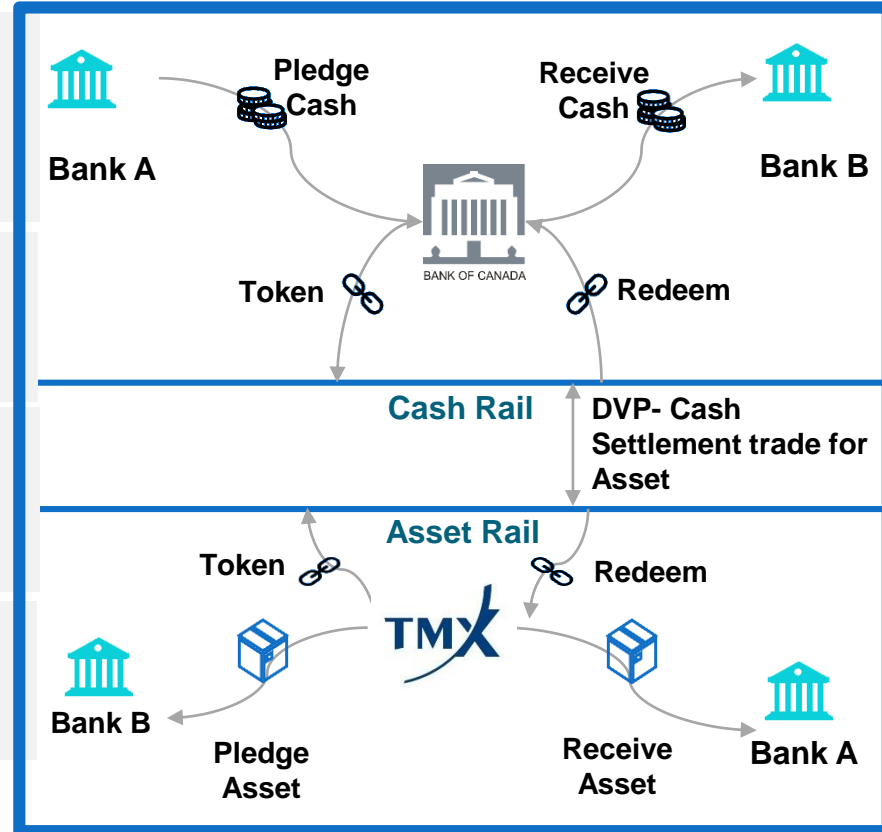 Pledge
Cash
Receive
Cash
Bank A
Bank B
BANK OF CANADA
Token
Redeem
Cash Rail
DVP- Cash
Settlement trade for
Asset
Asset Rail
Token
Redeem
TMX
Bank B
Bank A
Pledge
Asset
Receive
Asset